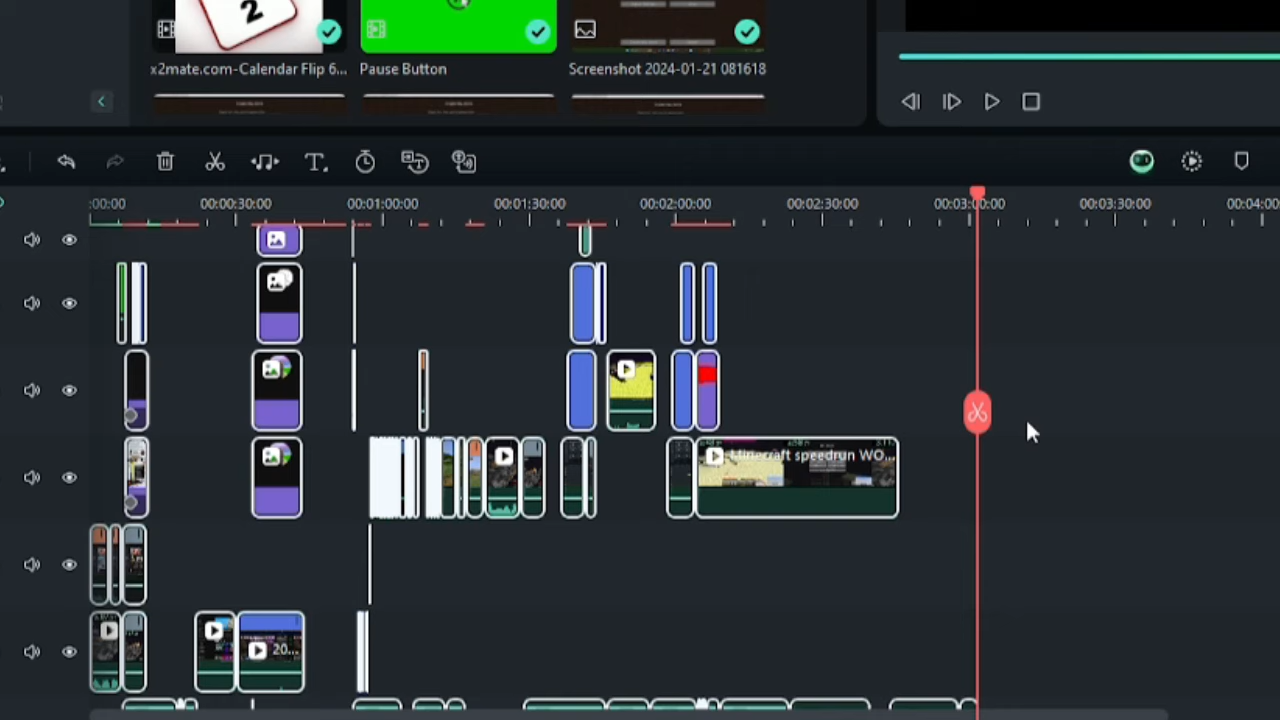 2
x2mate.com-Calendar Flip 6...
Pause Button
Screenshot 2024-01-21 081618
:00:00
00:00:30:00
00:01:00:00
00:01:30:00
00:02:00:00
00:02:30:00
00:03:00:00
00:03:30:00
00:04:00
Minecraft speedrun WO...
20...